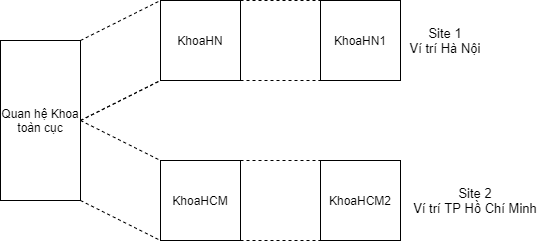 Quan hệ Khoa
toàn cục
KhoaHN
KhoaHN1
Site 1
Ví trí Hà Nội
KhoaHCM
KhoaHCM2
Site 2
Ví trí TP Hồ Chí Minh